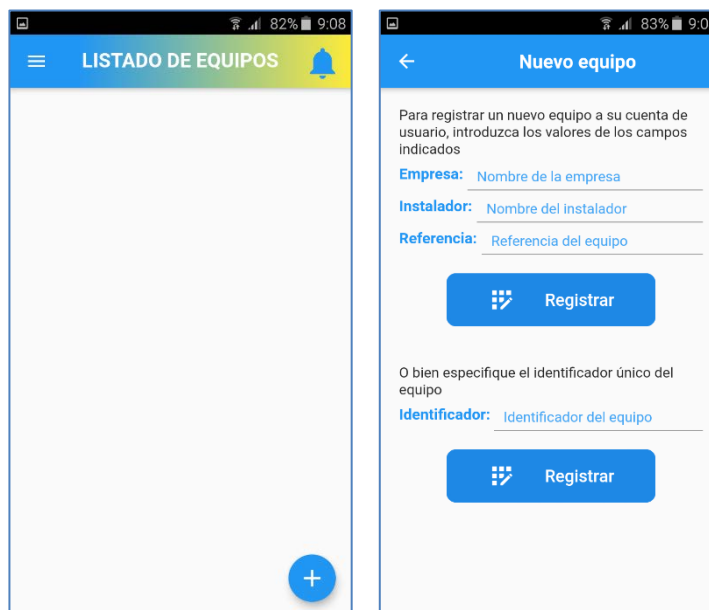 82% 9:08
LISTADO DE EQUIPOS
83% 9:0
Nuevo equipo
Para registrar un nuevo equipo a su cuenta de
usuario, introduzca los valores de los campos
indicados
Empresa: Nombre de la empresa
Instalador: Nombre del instalador
Referencia: Referencia del equipo
Registrar
O bien especifique el identificador único del
equipo
Identificador: Identificador del equipo
Registrar